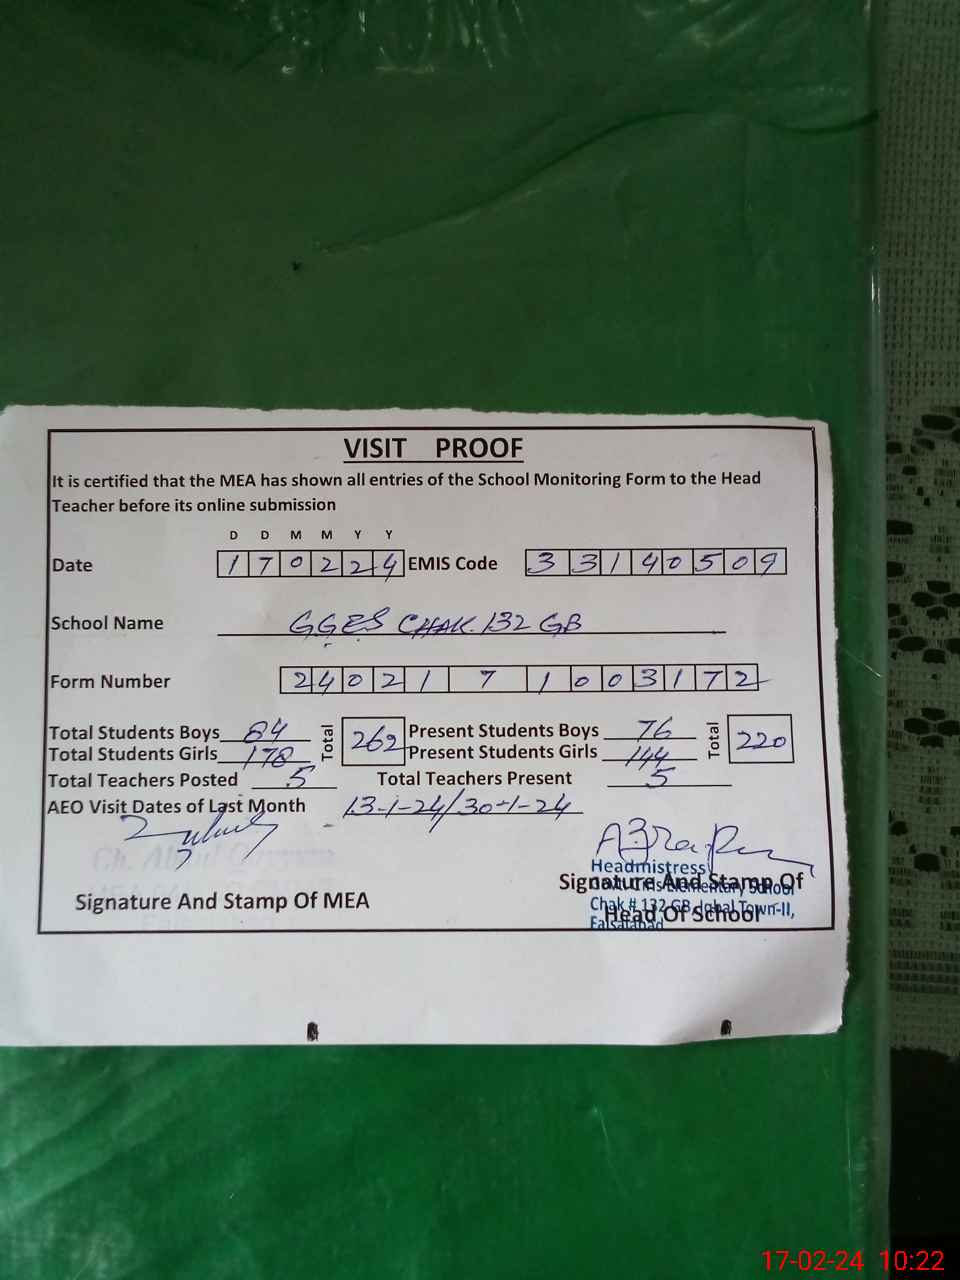 VISIT PROOF
It is certified that the MEA has shown all entries of the School Monitoring Form to the Head
Teacher before its online submission
D D M M Y Y
Date 1 7 0 2 2 4 EMIS Code 3 3 1 4 0 5 0 9
School Name GGES CHAK 132 GB
Form Number 2 4 0 2 1 7 1 0 0 3 1 7 2
Total Students Boys 84 Total 262 Present Students Boys 76 Total 220
Total Students Girls 178 Present Students Girls 144
Total Teachers Posted 5 Total Teachers Present 5
AEO Visit Dates of Last Month 13-1-24/30-1-24
Headmistress
Signature And Stamp Of MEA
Signature And Stamp Of
Elementary School
Chak # 132 GB, Iqbal Town-II,
Head Of School
Faisalabad
17-02-24 10:22